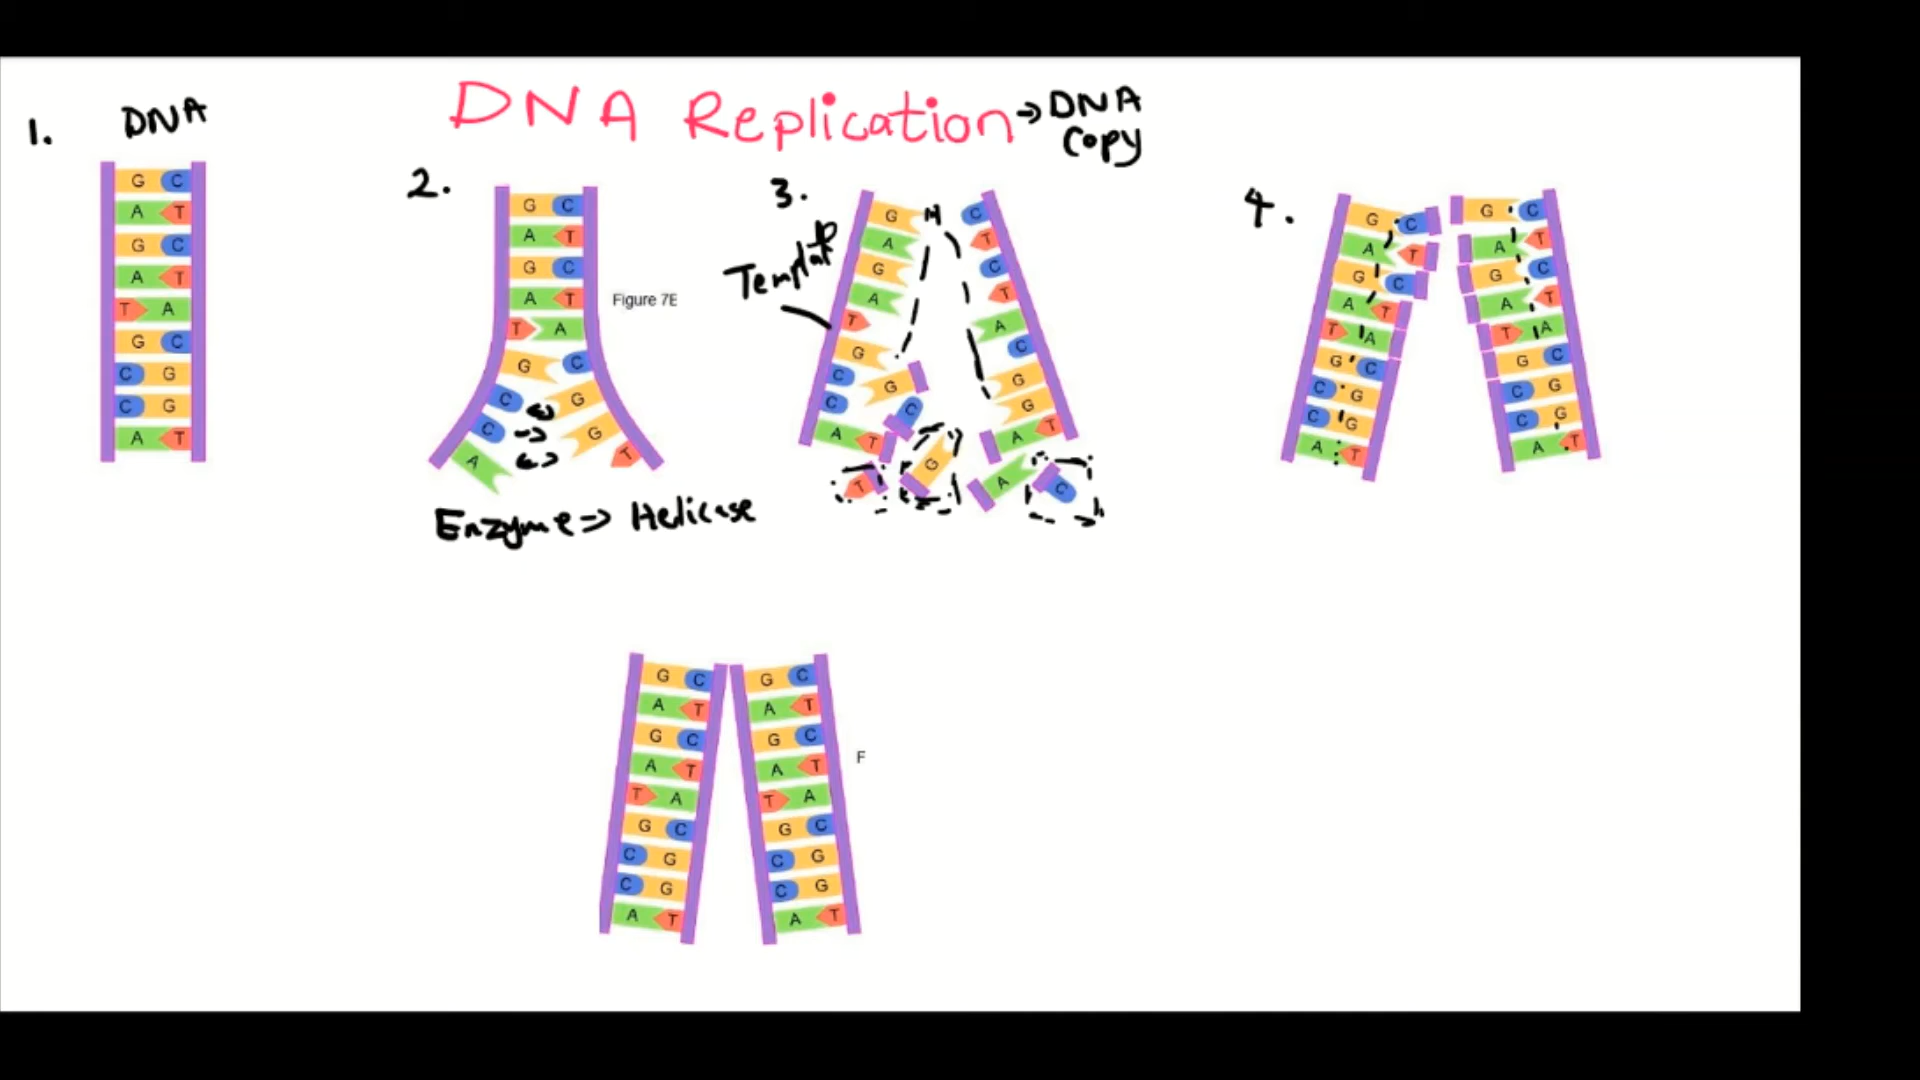 DNA Replication → DNA
Copy
1. DNA
G C
A T
G C
A T
T A
G C
C G
C G
A T
2.
G C
A T
G C
A T
T A
G C
C G
C G
A T
Figure 7E
Enzyme => Helicase
3.
Template
G C
A T
G C
A T
T A
G C
C G G
C C G
A T A T
T G A C
4.
G C G C
A T A T
G C G C
A T A T
T A T A
G C G C
C G C G
C G C G
A T A T
G C G C
A T A T
G C G C
A T A T
T A T A
G C G C
C G C G
C G C G
A T A T
F